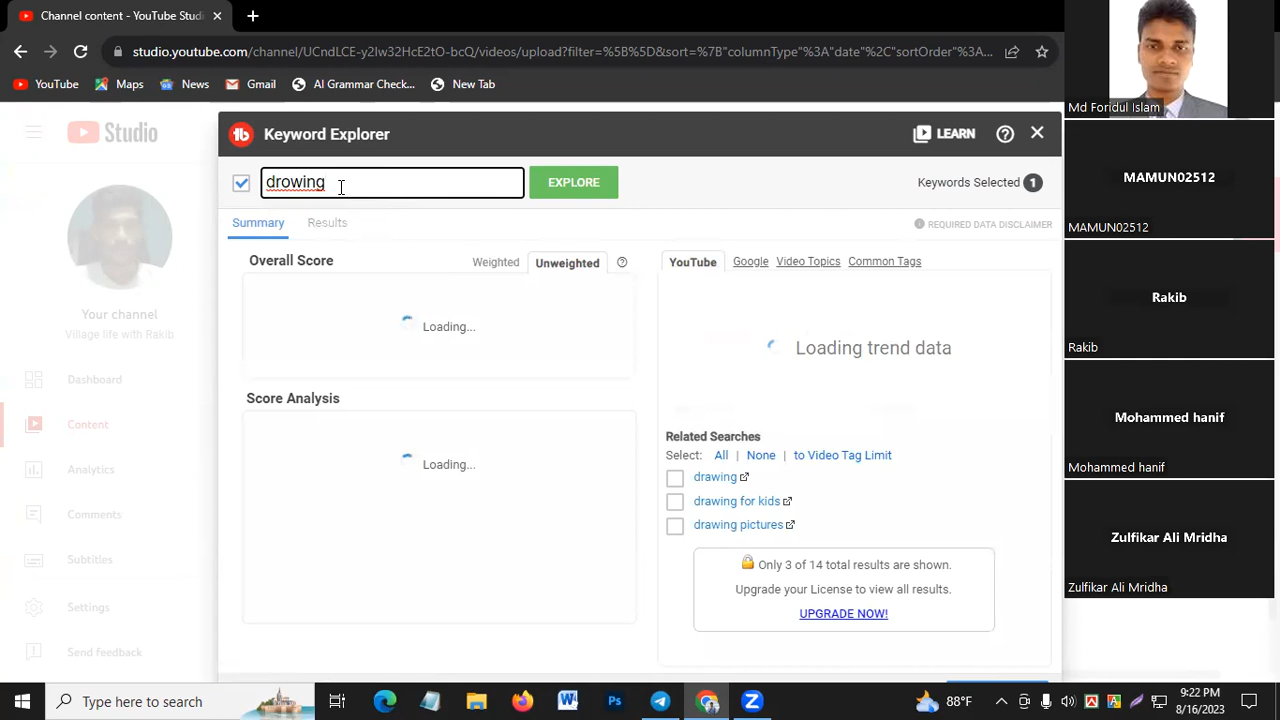 Channel content - YouTube Stud
studio.youtube.com/channel/UCndLCE-y2Iw32HcE2tO-bcQ/videos/upload?filter=%5B%5D&sort=%7B"columnType"%3A"date"%2C"sortOrder"%3A...
YouTube
Maps
News
Gmail
AI Grammar Check...
New Tab
Studio
Your channel
Village life with Rakib
Dashboard
Content
Analytics
Comments
Subtitles
Settings
Send feedback
Keyword Explorer
LEARN
drowing
EXPLORE
Keywords Selected 1
Summary
Results
REQUIRED DATA DISCLAIMER
Overall Score
Weighted
Unweighted
Loading...
Score Analysis
Loading...
YouTube
Google
Video Topics
Common Tags
Loading trend data
Related Searches
Select: All | None | to Video Tag Limit
drawing
drawing for kids
drawing pictures
Only 3 of 14 total results are shown.
Upgrade your License to view all results.
UPGRADE NOW!
Md Foridul Islam
MAMUN02512
MAMUN02512
Rakib
Rakib
Mohammed hanif
Mohammed hanif
Zulfikar Ali Mridha
Zulfikar Ali Mridha
Type here to search
88°F
9:22 PM
8/16/2023